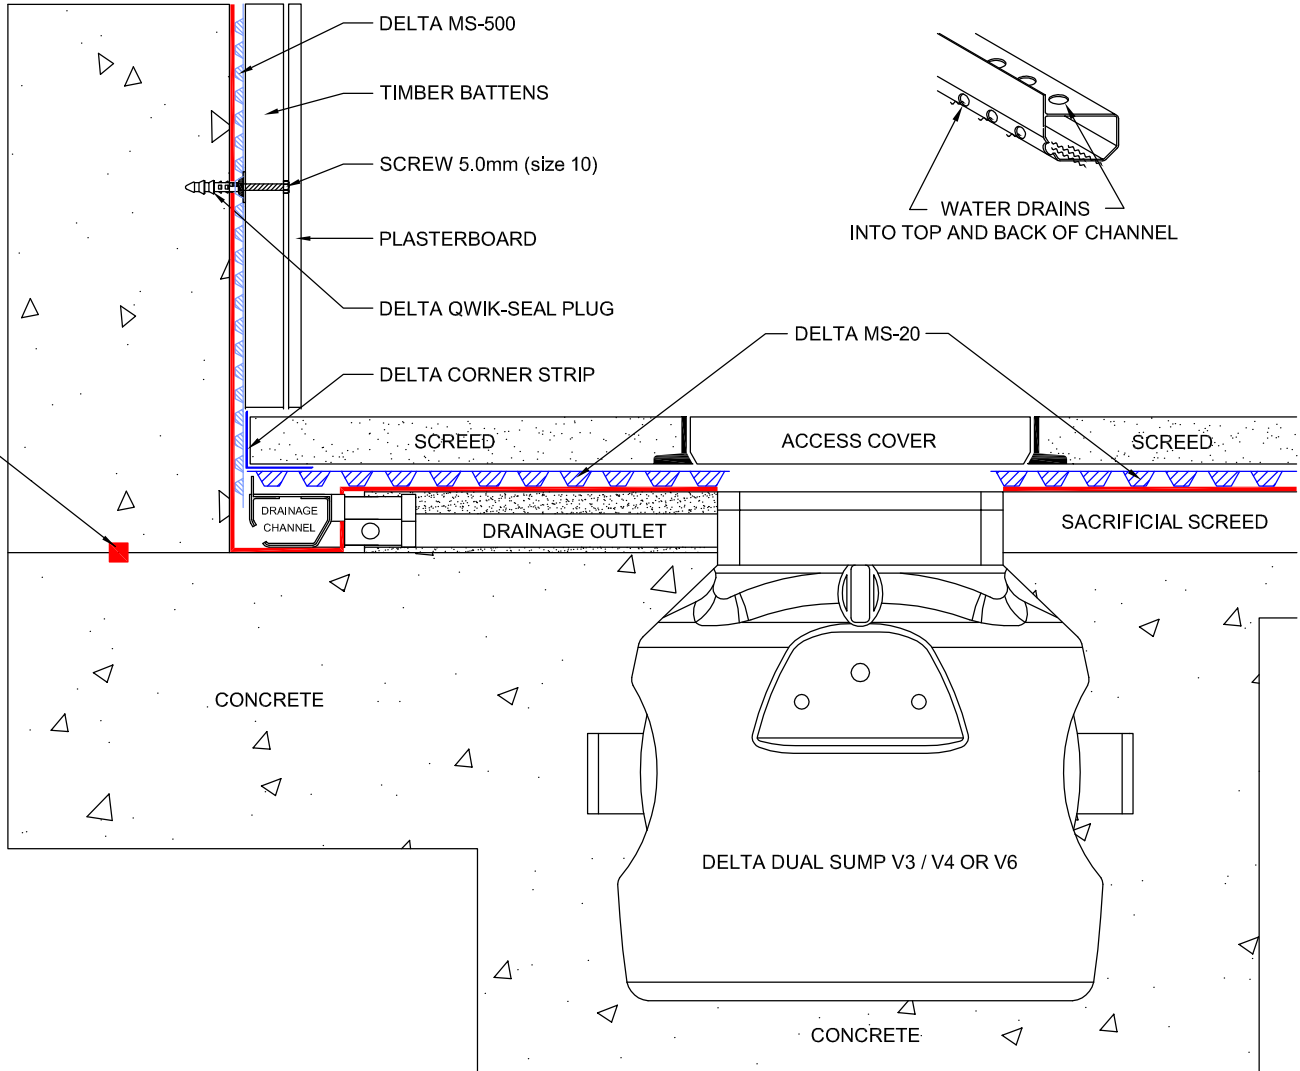 DELTA MS-500
TIMBER BATTENS
SCREW 5.0mm (size 10)
PLASTERBOARD
DELTA QWIK-SEAL PLUG
DELTA CORNER STRIP
WATER DRAINS
INTO TOP AND BACK OF CHANNEL
DELTA MS-20
SCREED
ACCESS COVER
SCREED
DRAINAGE
CHANNEL
DRAINAGE OUTLET
SACRIFICIAL SCREED
CONCRETE
DELTA DUAL SUMP V3 / V4 OR V6
CONCRETE